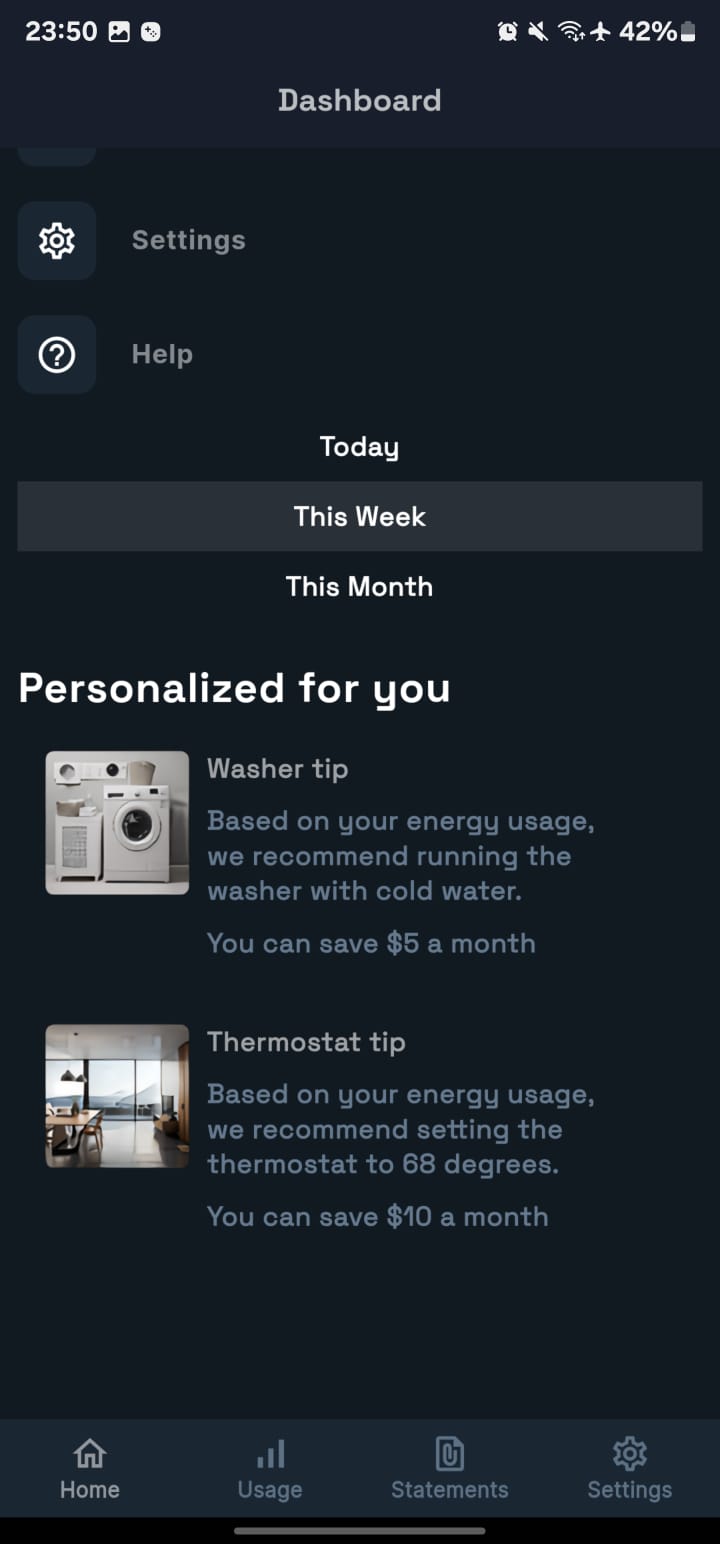 23:50
42%
Dashboard
Settings
Help
Today
This Week
This Month
Personalized for you
Washer tip
Based on your energy usage,
we recommend running the
washer with cold water.
You can save $5 a month
Thermostat tip
Based on your energy usage,
we recommend setting the
thermostat to 68 degrees.
You can save $10 a month
Home
Usage
Statements
Settings